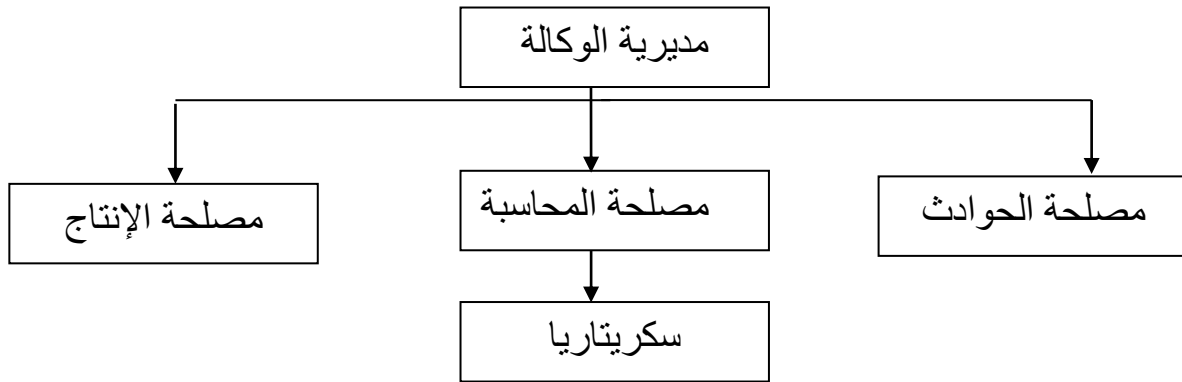 مديرية الوكالة
مصلحة الحوادث
مصلحة المحاسبة
مصلحة الإنتاج
سكريتاريا